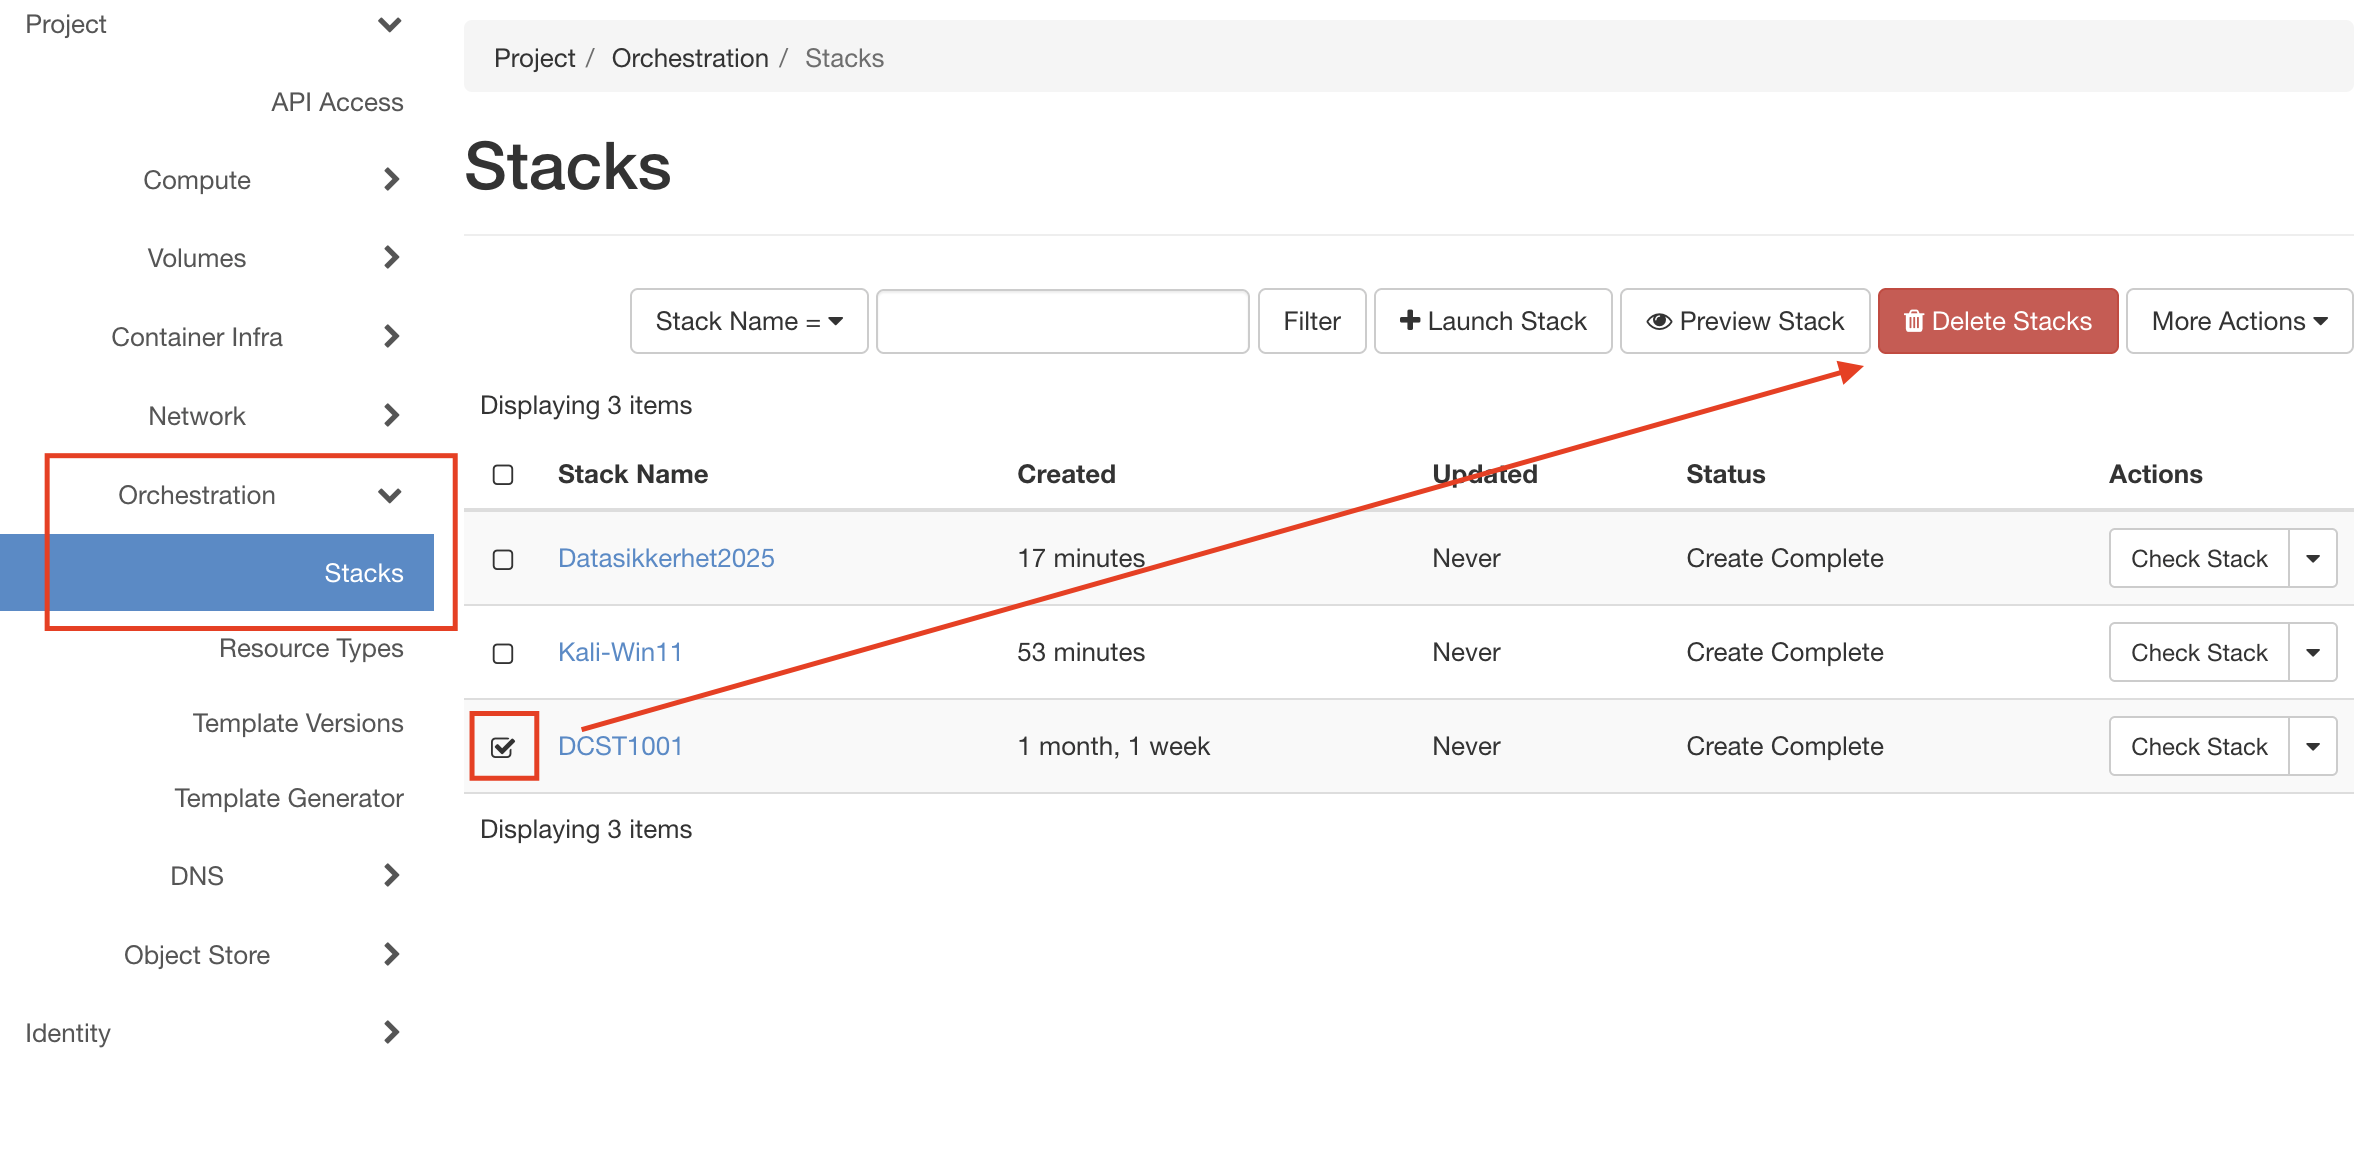 Project
API Access
Compute
Volumes
Container Infra
Network
Orchestration
Stacks
Resource Types
Template Versions
Template Generator
DNS
Object Store
Identity
Project / Orchestration / Stacks
Stacks
Stack Name = Filter Launch Stack Preview Stack Delete Stacks More Actions
Displaying 3 items
Stack Name Created Updated Status Actions
Datasikkerhet2025 17 minutes Never Create Complete Check Stack
Kali-Win11 53 minutes Never Create Complete Check Stack
DCST1001 1 month, 1 week Never Create Complete Check Stack
Displaying 3 items